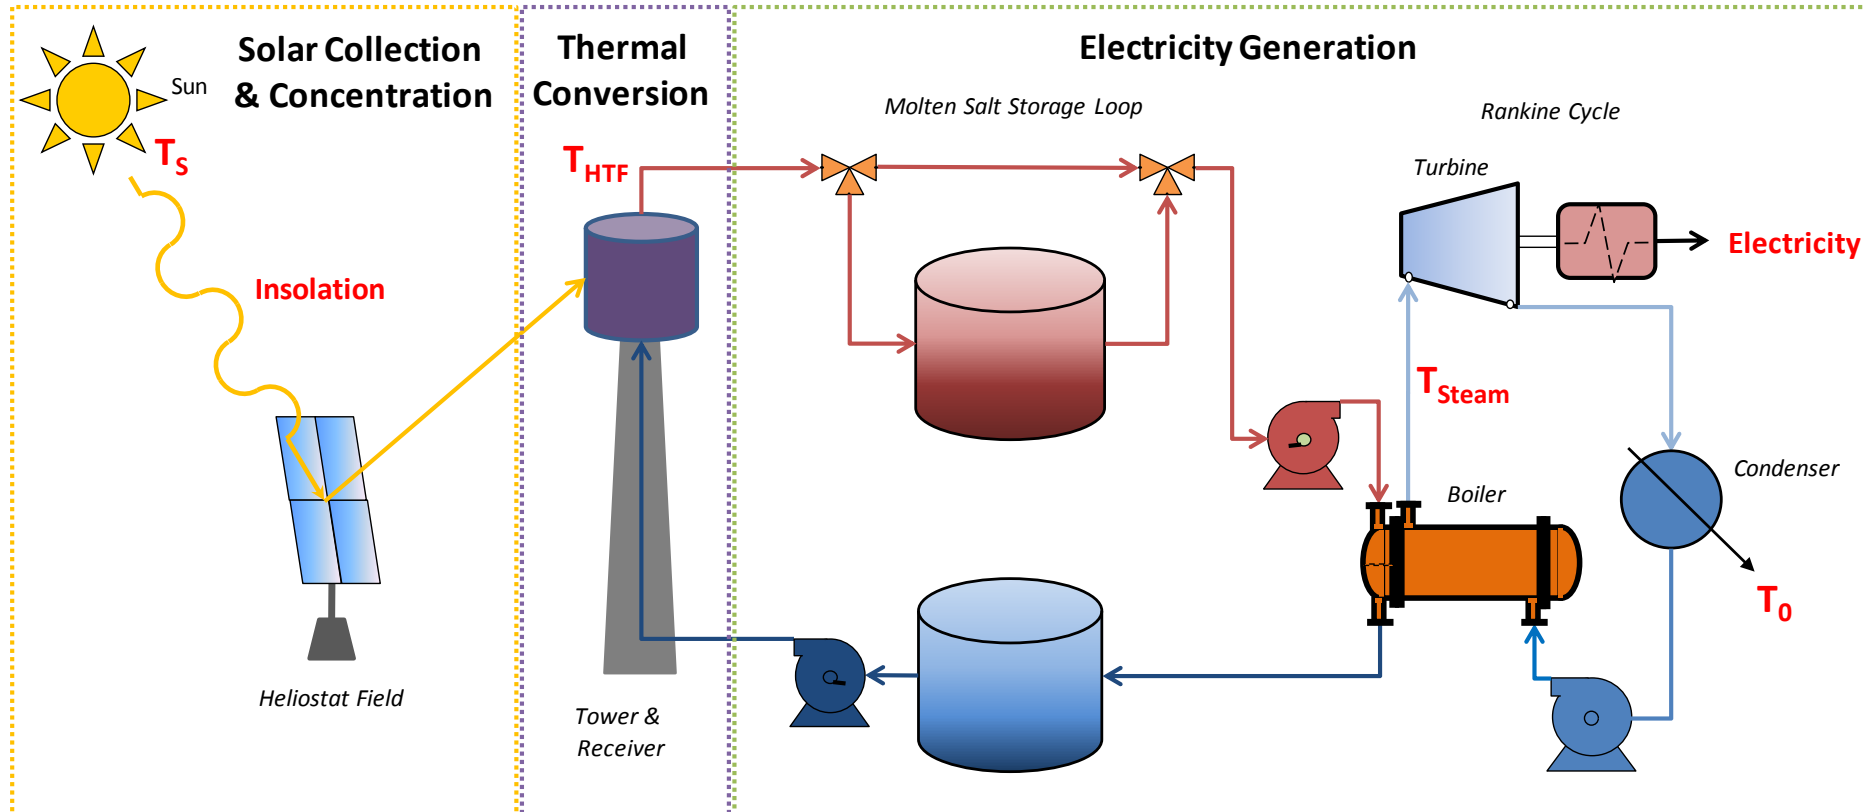 Solar Collection
& Concentration
Thermal
Conversion
Electricity Generation
Sun
T_S
Insolation
Heliostat Field
T_HTF
Tower &
Receiver
Molten Salt Storage Loop
Rankine Cycle
Turbine
Electricity
T_Steam
Boiler
Condenser
T_0